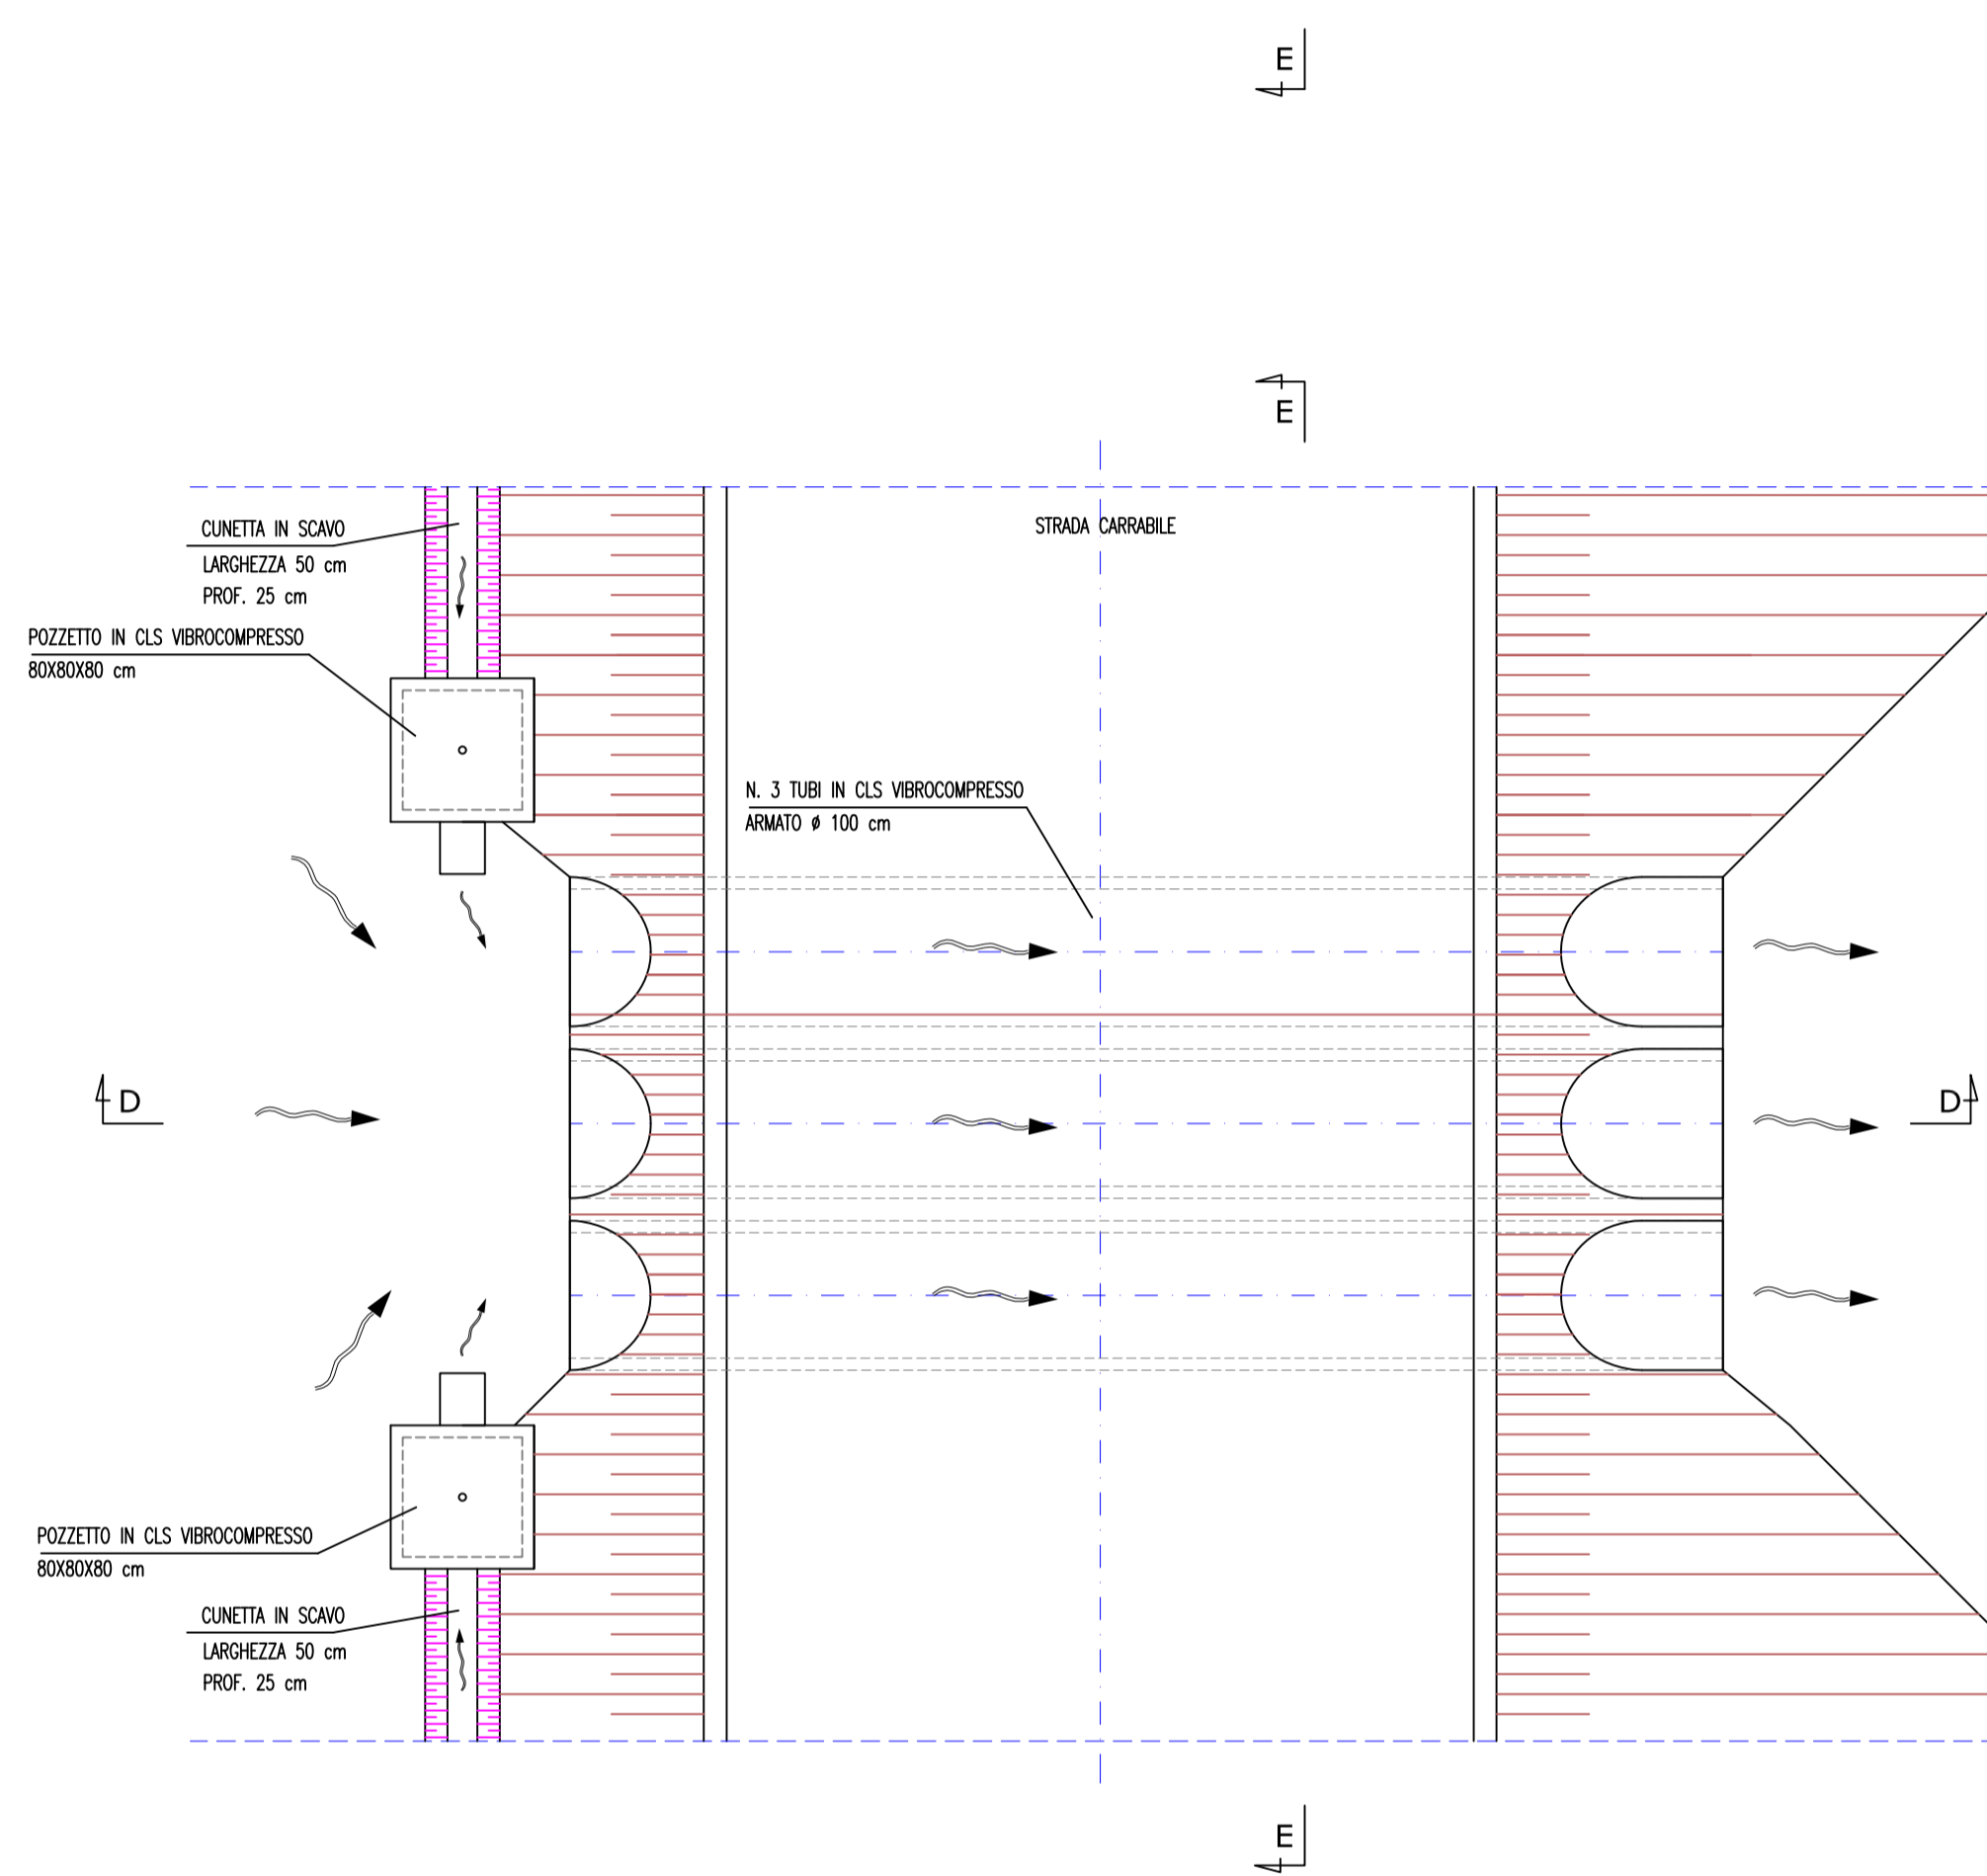 E
E
CUNETTA IN SCAVO
LARGHEZZA 50 cm
PROF. 25 cm
STRADA CARRABILE
POZZETTO IN CLS VIBROCOMPRESSO
80X80X80 cm
N. 3 TUBI IN CLS VIBROCOMPRESSO
ARMATO Ø 100 cm
D
D
POZZETTO IN CLS VIBROCOMPRESSO
80X80X80 cm
CUNETTA IN SCAVO
LARGHEZZA 50 cm
PROF. 25 cm
E